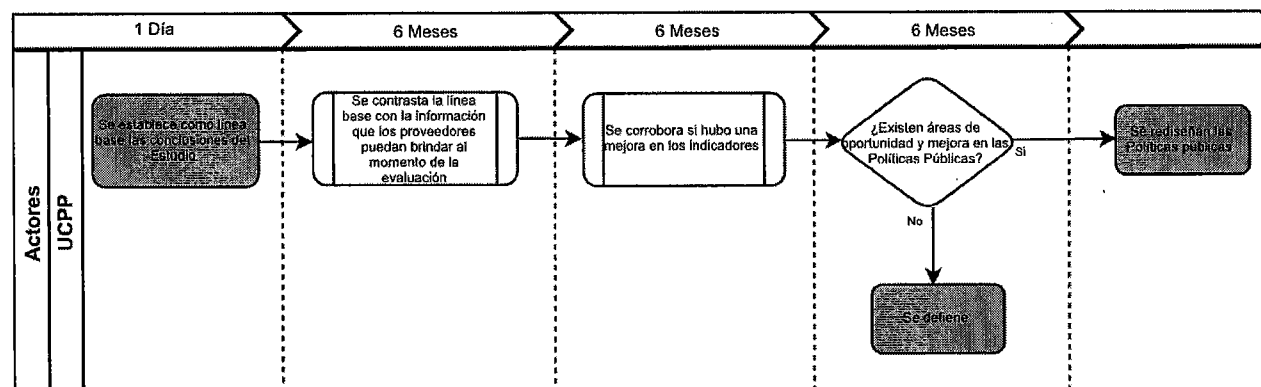 1 Día
6 Meses
6 Meses
6 Meses
Actores
UCPP
Se establece como línea
base las conclusiones del
Estudio
Se contrasta la línea
base con la información
que los proveedores
puedan brindar al
momento de la
evaluación
Se corrobora si hubo una
mejora en los indicadores
¿Existen áreas de
oportunidad y mejora en las
Políticas Públicas?
Si
No
Se rediseñan las
Políticas públicas
Se detiene